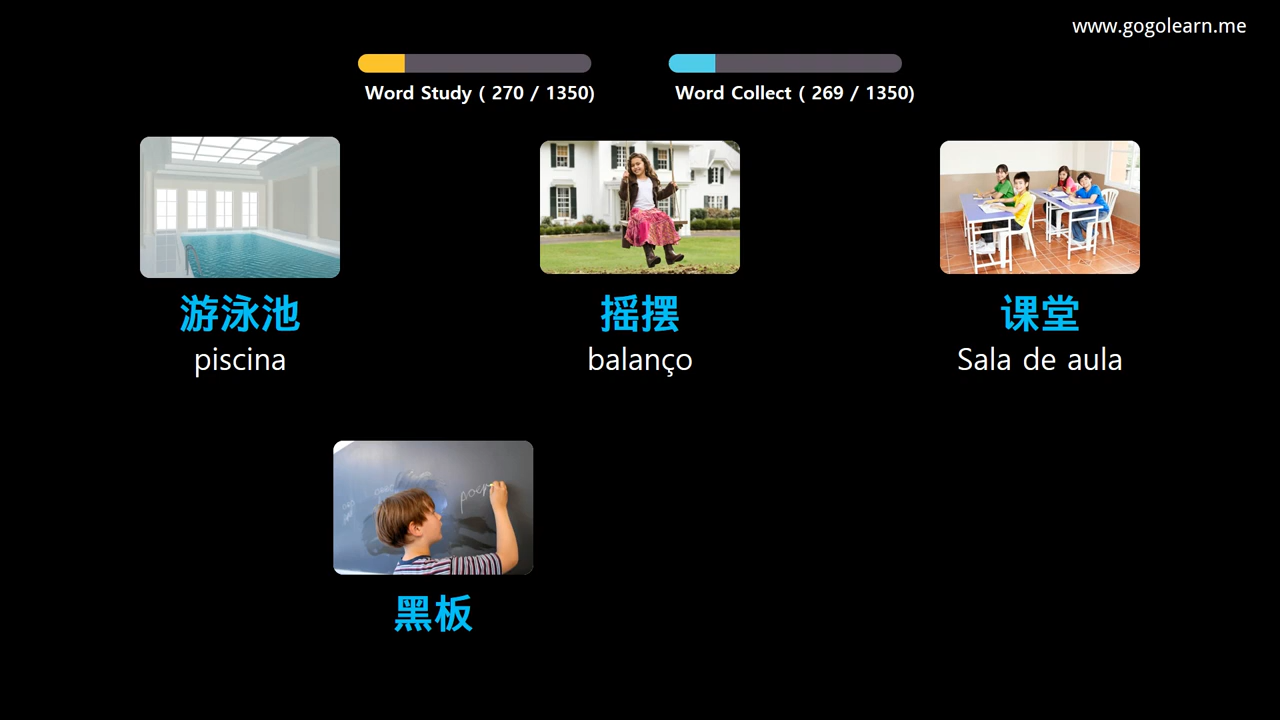 www.gogolearn.me
Word Study ( 270 / 1350)
Word Collect ( 269 / 1350)
游泳池
piscina
摇摆
balanço
课堂
Sala de aula
黑板